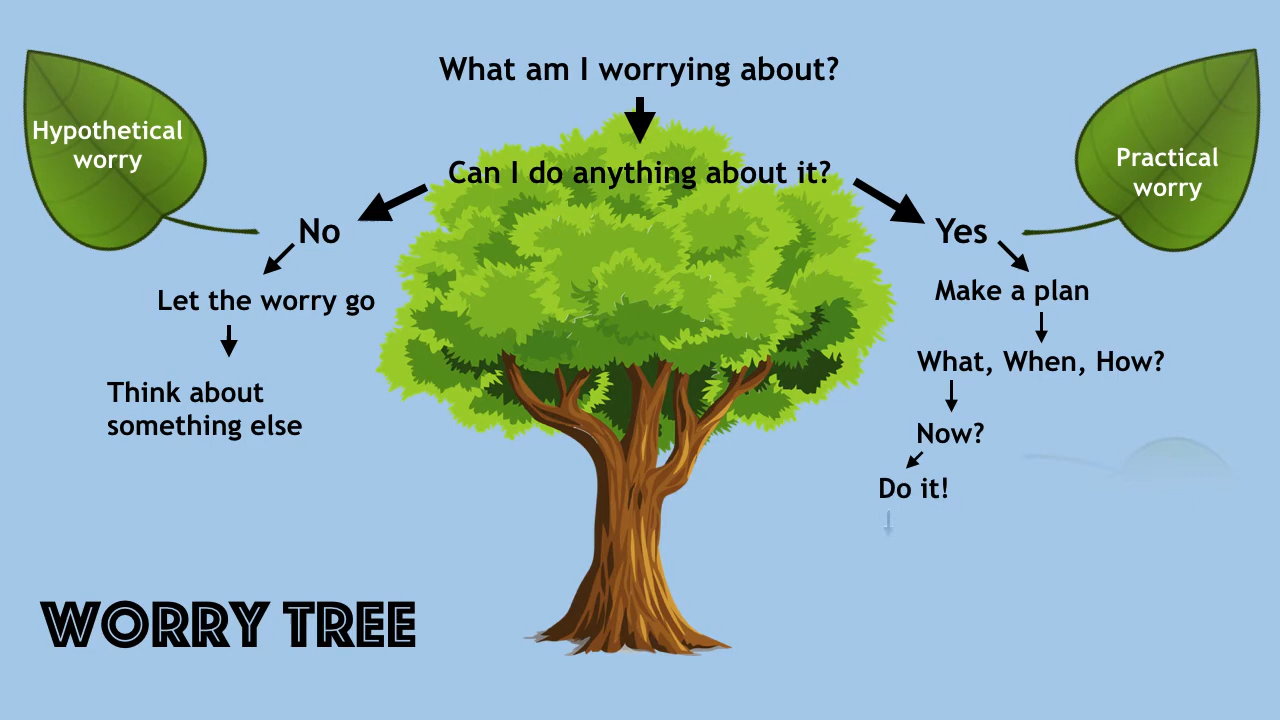 What am I worrying about?
Can I do anything about it?
Hypothetical
worry
No
Let the worry go
Think about
something else
Practical
worry
Yes
Make a plan
What, When, How?
Now?
Do it!
WORRY TREE